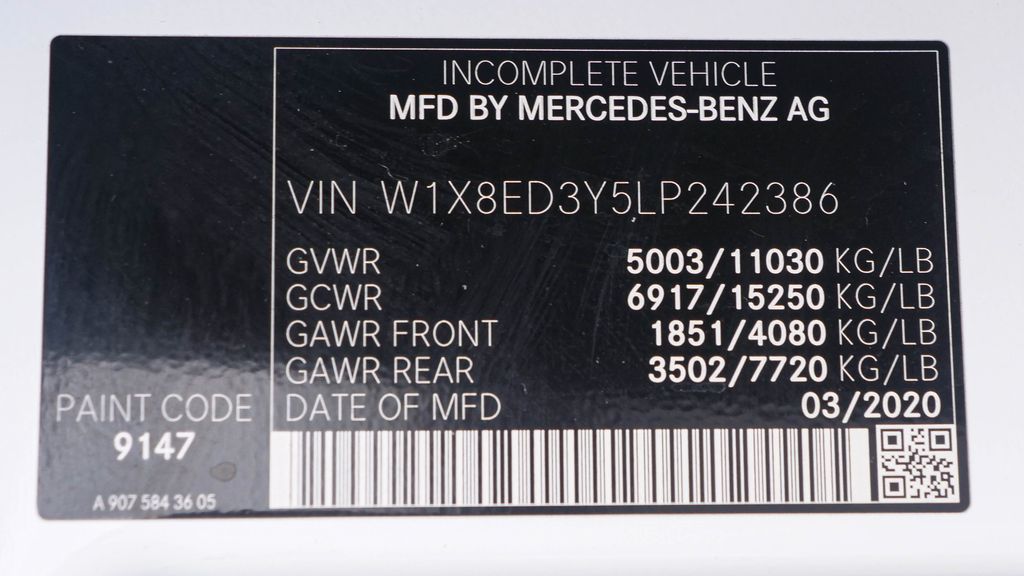 INCOMPLETE VEHICLE
MFD BY MERCEDES-BENZ AG
VIN W1X8ED3Y5LP242386
GVWR 5003/11030 KG/LB
GCWR 6917/15250 KG/LB
GAWR FRONT 1851/4080 KG/LB
GAWR REAR 3502/7720 KG/LB
DATE OF MFD 03/2020
PAINT CODE
9147
A 907 584 36 05